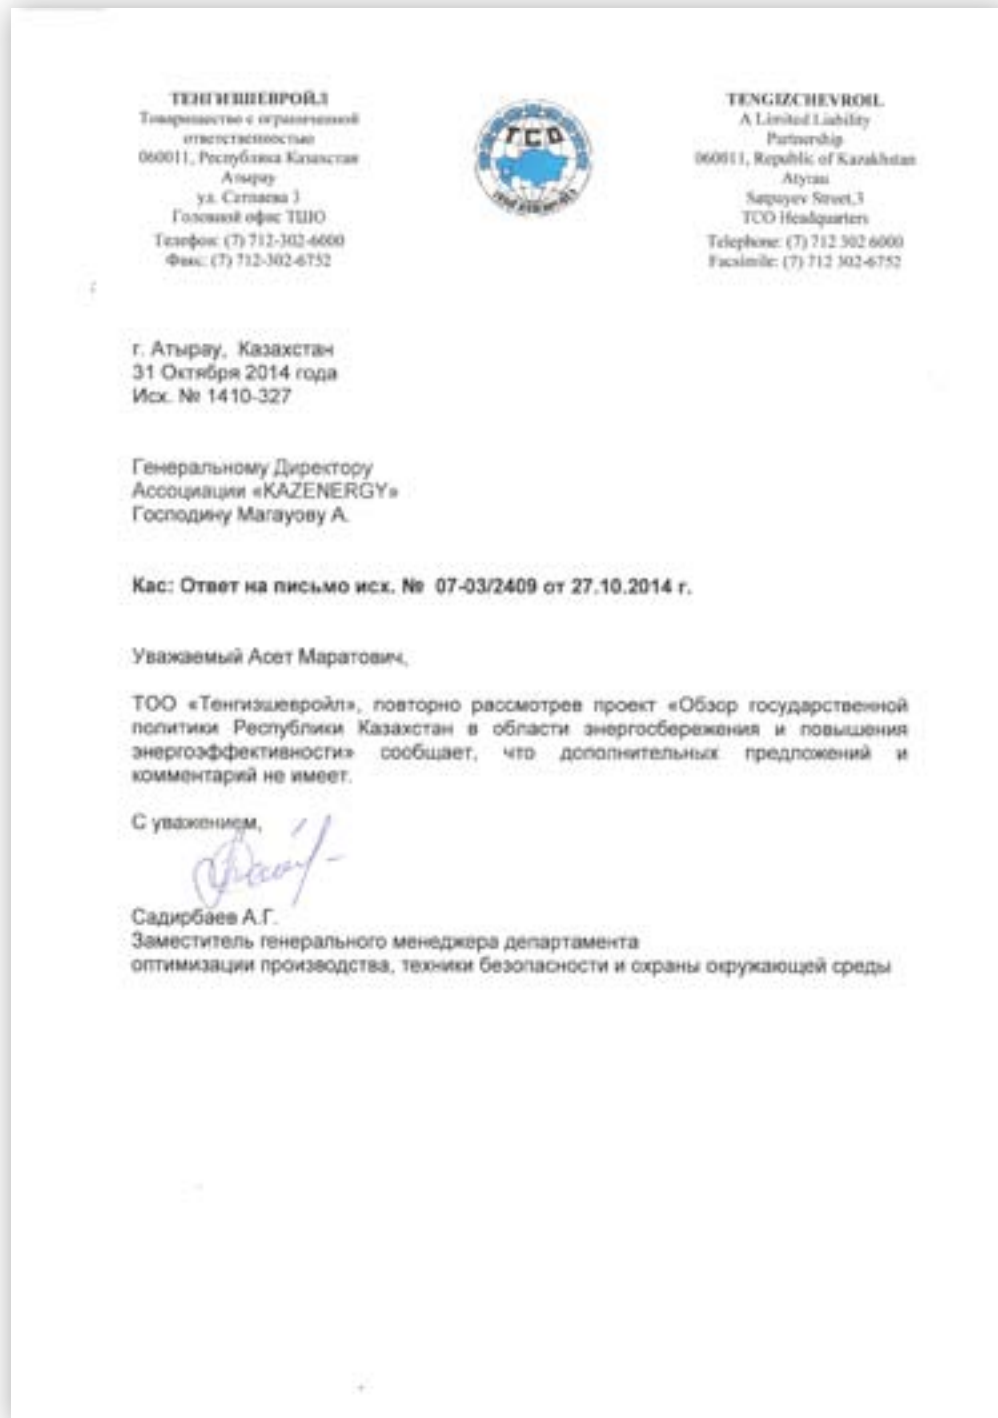 ТЕНГИЗШЕВРОЙЛ
Товарищество с ограниченной
ответственностью
060011, Республика Казахстан
Атырау
ул. Сатпаева 3
Головной офис ТШО
Телефон: (7) 712-302-6000
Факс: (7) 712-302-6752
TCO
TENGIZCHEVROIL
A Limited Liability
Partnership
060011, Republic of Kazakhstan
Atyrau
Satpayev Street,3
TCO Headquarters
Telephone: (7) 712 302 6000
Facsimile: (7) 712 302-6752
г. Атырау, Казахстан
31 Октября 2014 года
Исх. № 1410-327
Генеральному Директору
Ассоциации «KAZENERGY»
Господину Магауову А.
Кас: Ответ на письмо исх. № 07-03/2409 от 27.10.2014 г.
Уважаемый Асет Маратович,
ТОО «Тенгизшевройл», повторно рассмотрев проект «Обзор государственной
политики Республики Казахстан в области энергосбережения и повышения
энергоэффективности» сообщает, что дополнительных предложений и
комментарий не имеет.
С уважением,
Садирбаев А.Г.
Заместитель генерального менеджера департамента
оптимизации производства, техники безопасности и охраны окружающей среды